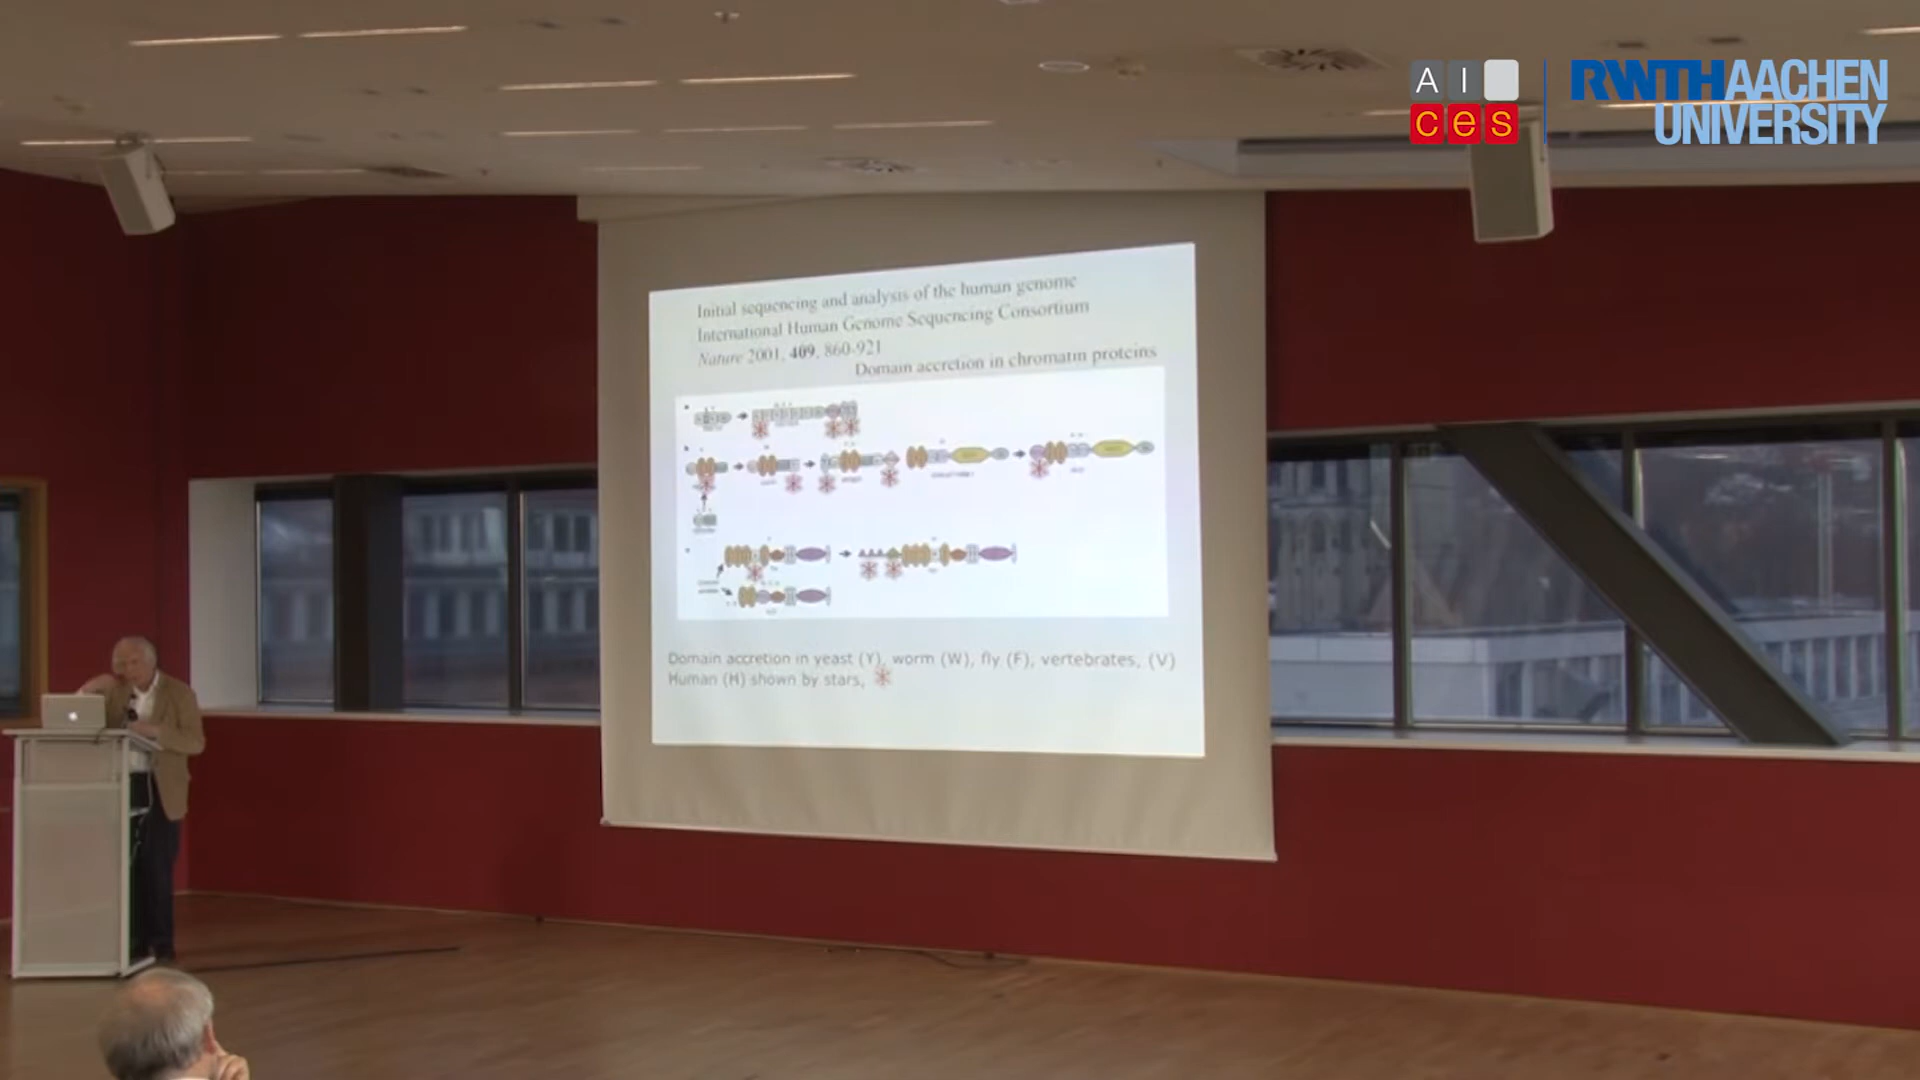 AI
ces
RWTHAACHEN
UNIVERSITY
Initial sequencing and analysis of the human genome
International Human Genome Sequencing Consortium
Nature 2001, 409, 860-921
Domain accretion in chromatin proteins
Domain accretion in yeast (Y), worm (W), fly (F), vertebrates, (V)
Human (H) shown by stars,